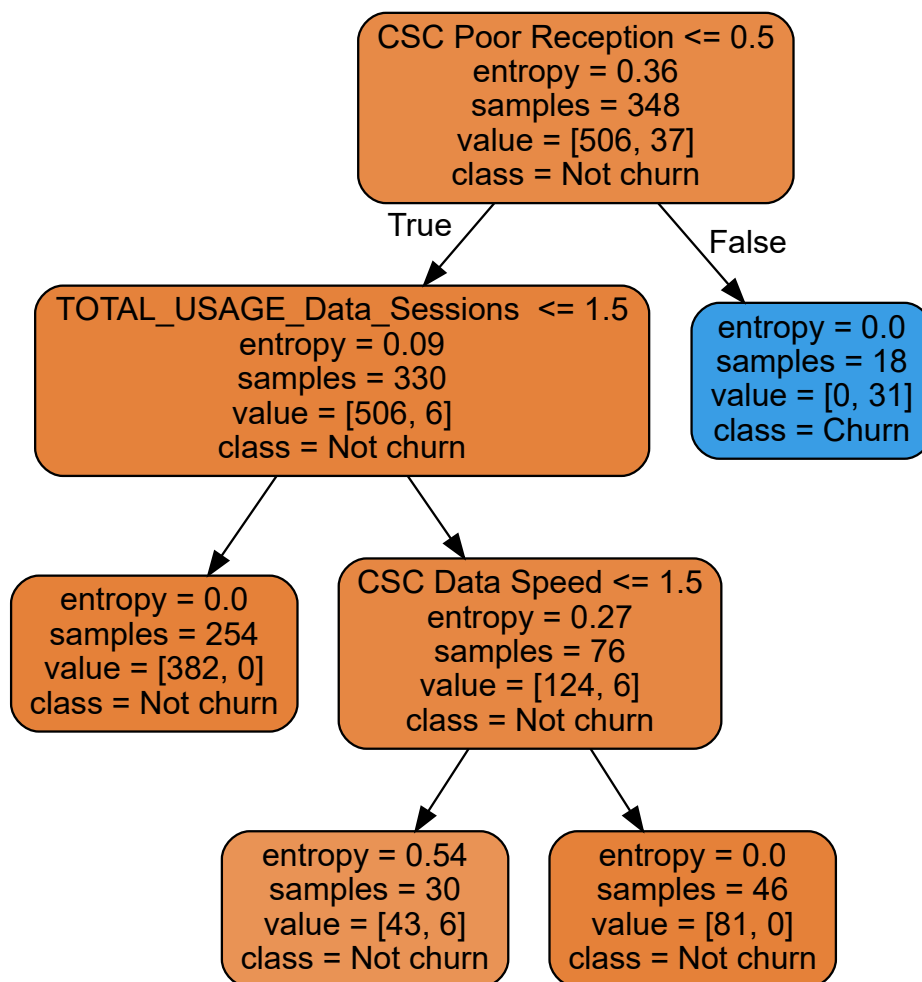 CSC Poor Reception <= 0.5
entropy = 0.36
samples = 348
value = [506, 37]
class = Not churn
True
False
TOTAL_USAGE_Data_Sessions <= 1.5
entropy = 0.09
samples = 330
value = [506, 6]
class = Not churn
entropy = 0.0
samples = 18
value = [0, 31]
class = Churn
entropy = 0.0
samples = 254
value = [382, 0]
class = Not churn
CSC Data Speed <= 1.5
entropy = 0.27
samples = 76
value = [124, 6]
class = Not churn
entropy = 0.54
samples = 30
value = [43, 6]
class = Not churn
entropy = 0.0
samples = 46
value = [81, 0]
class = Not churn